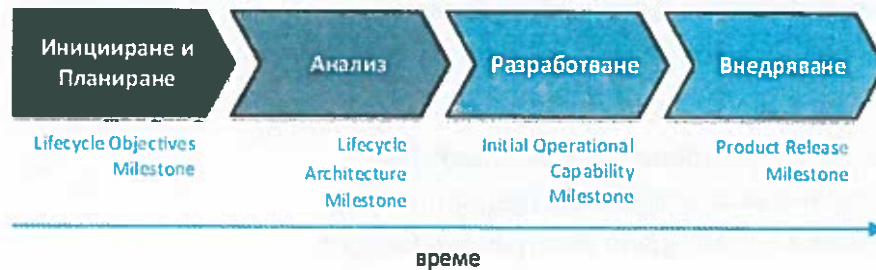 Иницииране и
Планиране
Анализ
Разработване
Внедряване
Lifecycle Objectives
Milestone
Lifecycle
Architecture
Milestone
Initial Operational
Capability
Milestone
Product Release
Milestone
време